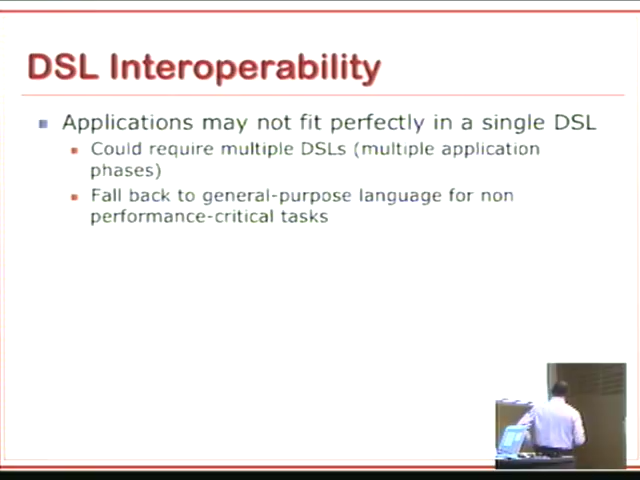 DSL Interoperability
Applications may not fit perfectly in a single DSL
Could require multiple DSLs (multiple application
phases)
Fall back to general-purpose language for non
performance-critical tasks